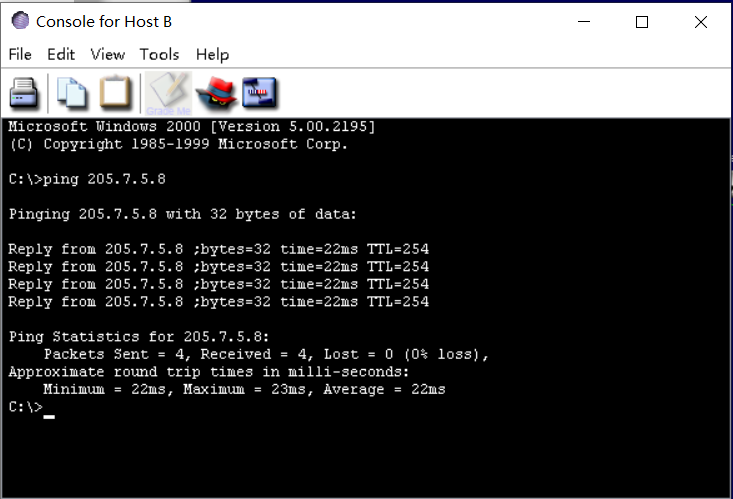 Console for Host B
File Edit View Tools Help
Grade Me
Microsoft Windows 2000 [Version 5.00.2195]
(C) Copyright 1985-1999 Microsoft Corp.
C:\>ping 205.7.5.8
Pinging 205.7.5.8 with 32 bytes of data:
Reply from 205.7.5.8 ;bytes=32 time=22ms TTL=254
Reply from 205.7.5.8 ;bytes=32 time=22ms TTL=254
Reply from 205.7.5.8 ;bytes=32 time=22ms TTL=254
Reply from 205.7.5.8 ;bytes=32 time=22ms TTL=254
Ping Statistics for 205.7.5.8:
Packets Sent = 4, Received = 4, Lost = 0 (0% loss),
Approximate round trip times in milli-seconds:
Minimum = 22ms, Maximum = 23ms, Average = 22ms
C:\>